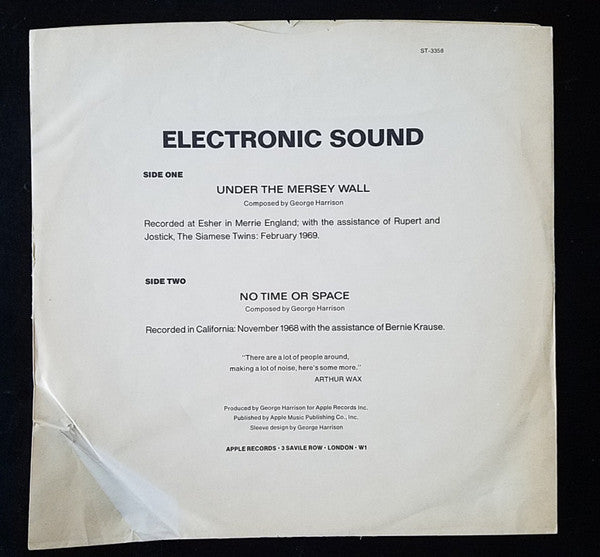 ST-3358
ELECTRONIC SOUND
SIDE ONE
UNDER THE MERSEY WALL
Composed by George Harrison
Recorded at Esher in Merrie England; with the assistance of Rupert and
Jostick, The Siamese Twins: February 1969.
SIDE TWO
NO TIME OR SPACE
Composed by George Harrison
Recorded in California: November 1968 with the assistance of Bernie Krause.
"There are a lot of people around,
making a lot of noise, here's some more."
ARTHUR WAX
Produced by George Harrison for Apple Records Inc.
Published by Apple Music Publishing Co., Inc.
Sleeve design by George Harrison
APPLE RECORDS · 3 SAVILE ROW · LONDON · W1